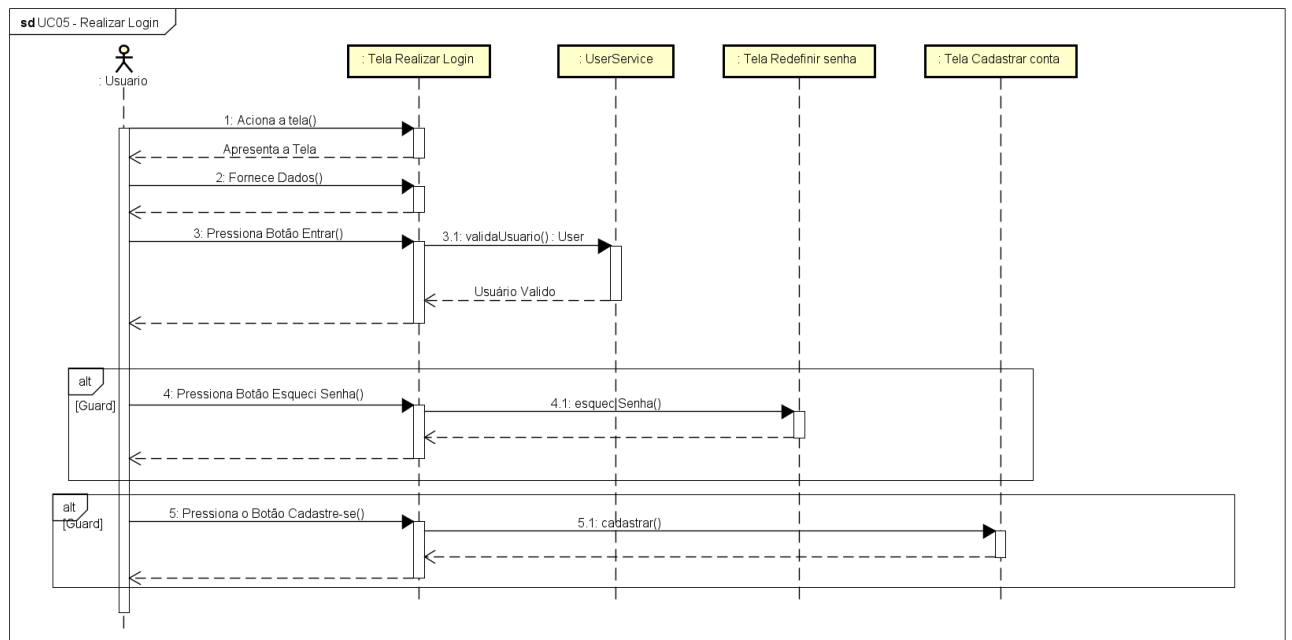 sd UC05 - Realizar Login
: Usuario
: Tela Realizar Login
: UserService
: Tela Redefinir senha
: Tela Cadastrar conta
1: Aciona a tela()
Apresenta a Tela
2: Fornece Dados()
3: Pressiona Botão Entrar()
3.1: validaUsuario() : User
Usuário Valido
alt
[Guard]
4: Pressiona Botão Esqueci Senha()
4.1: esqueciSenha()
alt
[Guard]
5: Pressiona o Botão Cadastre-se()
5.1: cadastrar()